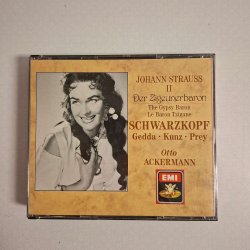 JOHANN STRAUSS
II
Der Zigeunerbaron
The Gypsy Baron
Le Baron Tzigane
SCHWARZKOPF
Gedda · Kunz · Prey
Otto
ACKERMANN
EMI